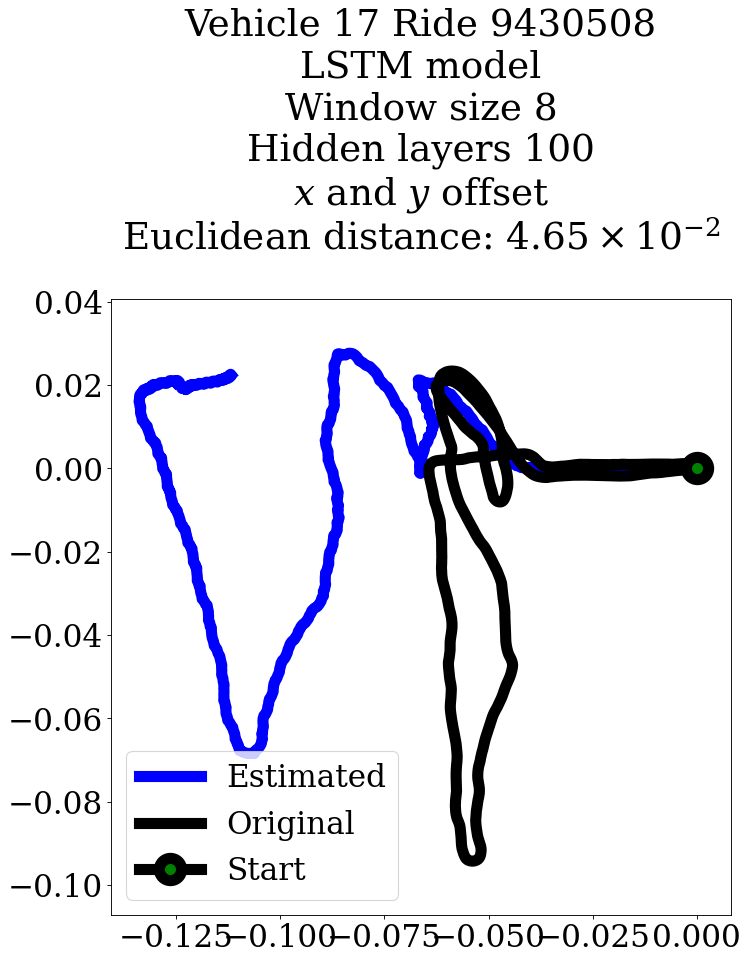 Vehicle 17 Ride 9430508
LSTM model
Window size 8
Hidden layers 100
x and y offset
Euclidean distance: 4.65 × 10⁻²
0.04
0.02
0.00
−0.02
−0.04
−0.06
−0.08
−0.10
Estimated
Original
Start
−0.125 −0.100 −0.075 −0.050 −0.025 0.000